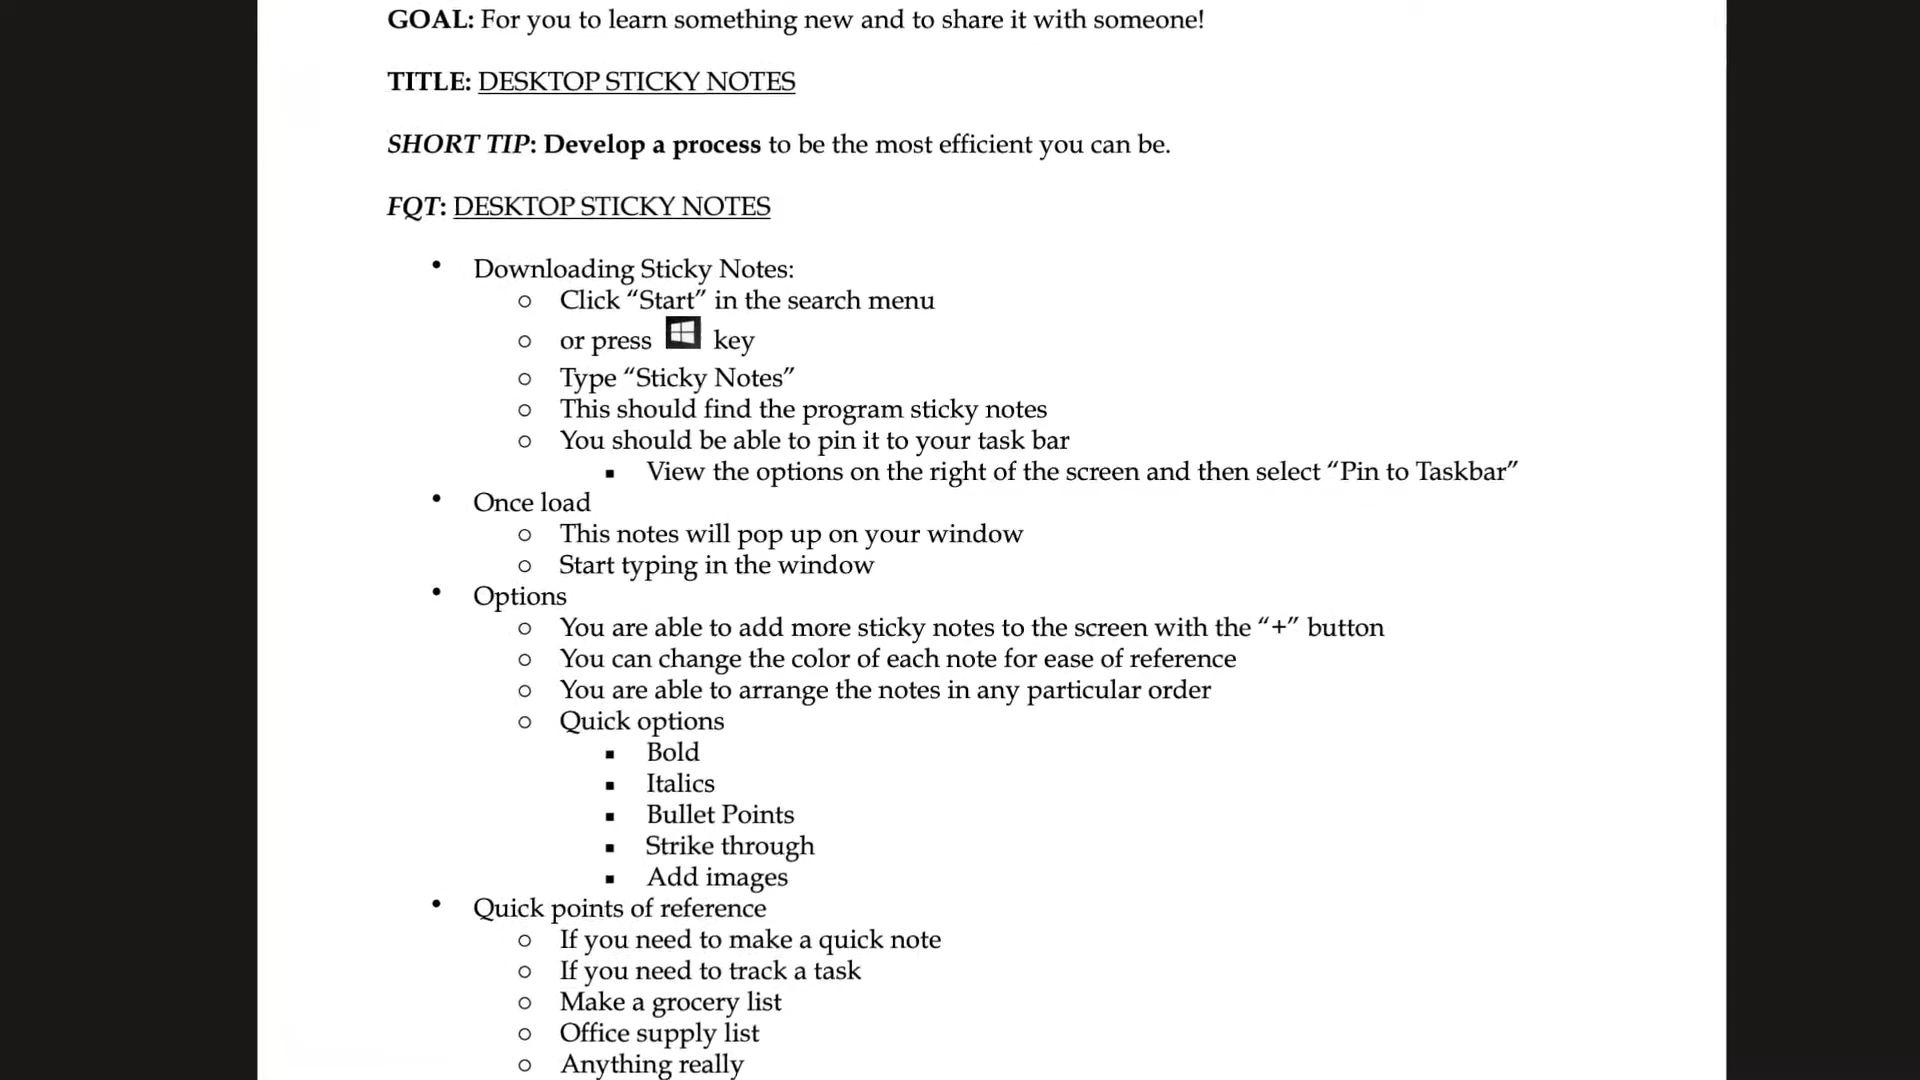 GOAL: For you to learn something new and to share it with someone!
TITLE: DESKTOP STICKY NOTES
SHORT TIP: Develop a process to be the most efficient you can be.
FQT: DESKTOP STICKY NOTES
• Downloading Sticky Notes:
○ Click “Start” in the search menu
○ or press key
○ Type “Sticky Notes”
○ This should find the program sticky notes
○ You should be able to pin it to your task bar
▪ View the options on the right of the screen and then select “Pin to Taskbar”
• Once load
○ This notes will pop up on your window
○ Start typing in the window
• Options
○ You are able to add more sticky notes to the screen with the “+” button
○ You can change the color of each note for ease of reference
○ You are able to arrange the notes in any particular order
○ Quick options
▪ Bold
▪ Italics
▪ Bullet Points
▪ Strike through
▪ Add images
• Quick points of reference
○ If you need to make a quick note
○ If you need to track a task
○ Make a grocery list
○ Office supply list
○ Anything really